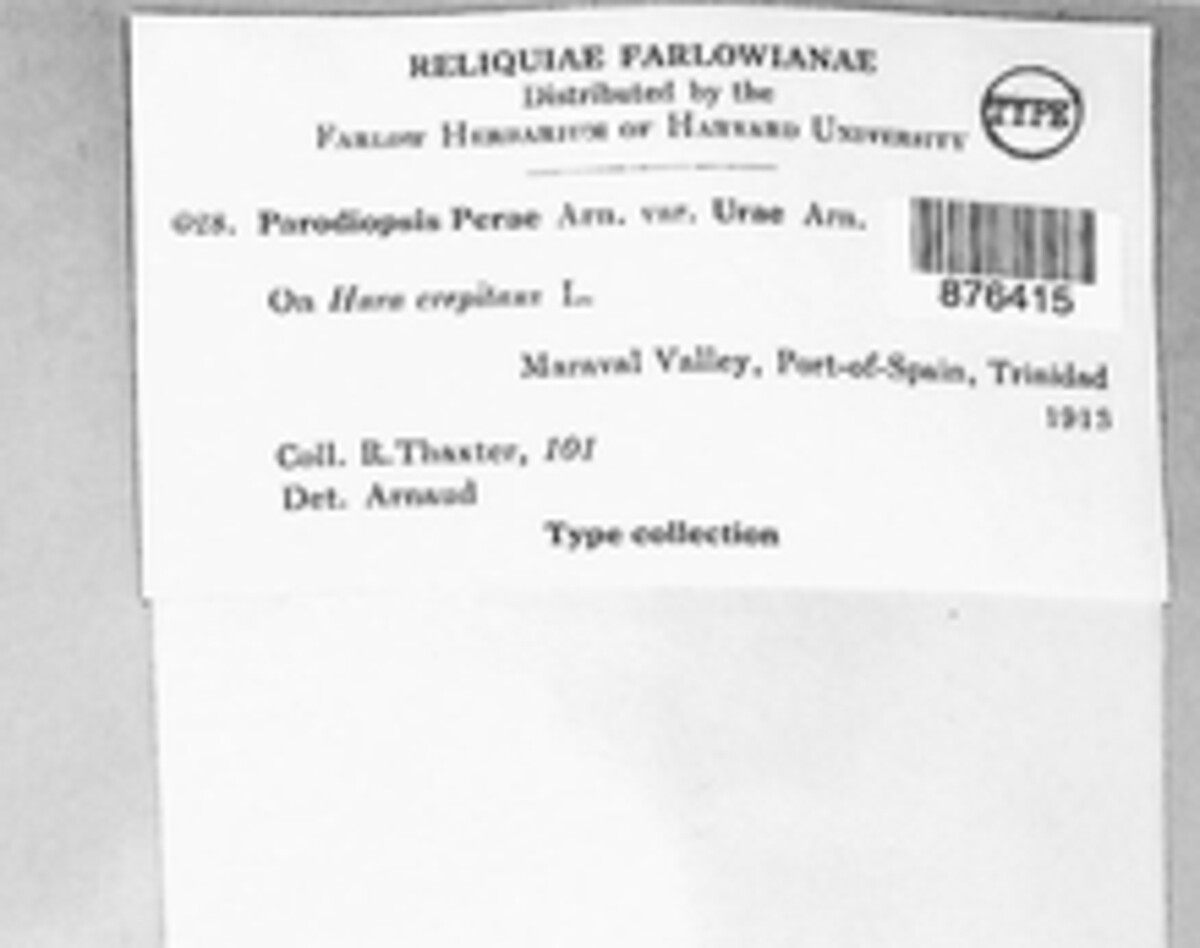 RELIQUIAE FARLOWIANAE
Distributed by the
FARLOW HERBARIUM OF HARVARD UNIVERSITY
TYPE
628. Parodiopsis Perae Arn. var. Urae Arn.
876415
On Hura crepitans L.
Maraval Valley, Port-of-Spain, Trinidad
1913
Coll. R. Thaxter, 101
Det. Arnaud
Type collection